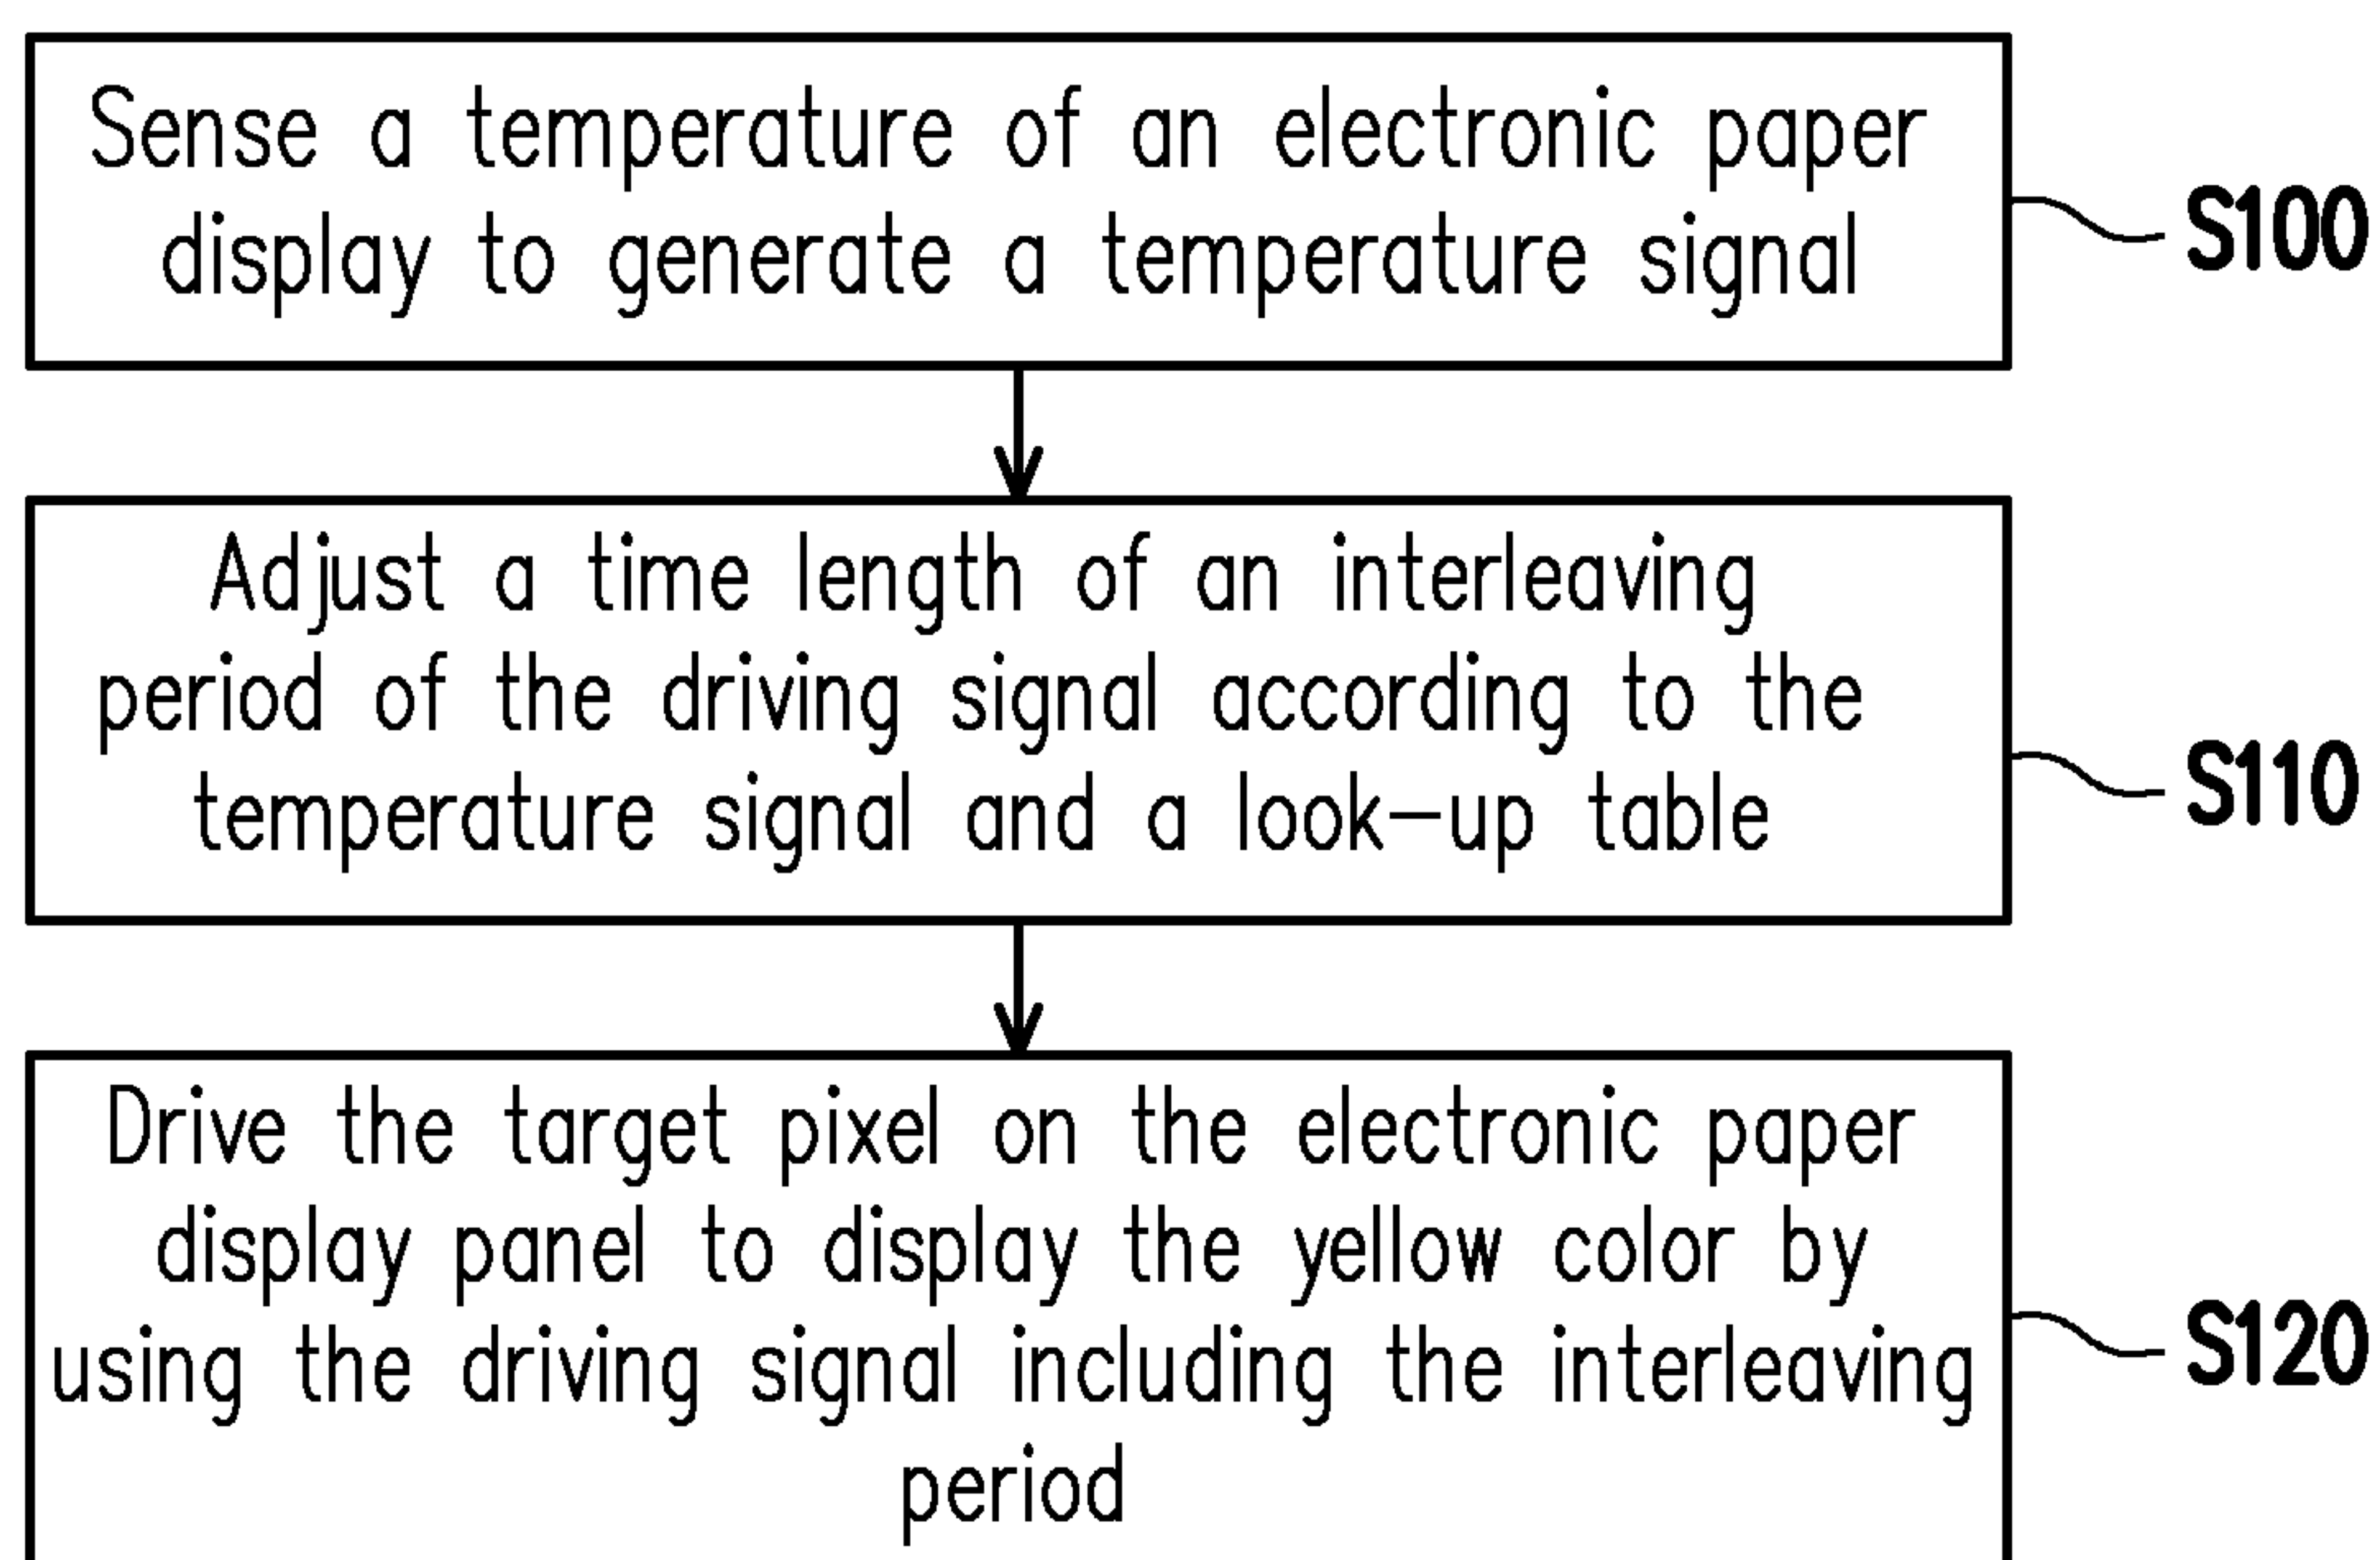 Sense a temperature of an electronic paper
display to generate a temperature signal
S100
Adjust a time length of an interleaving
period of the driving signal according to the
temperature signal and a look-up table
S110
Drive the target pixel on the electronic paper
display panel to display the yellow color by
using the driving signal including the interleaving
period
S120